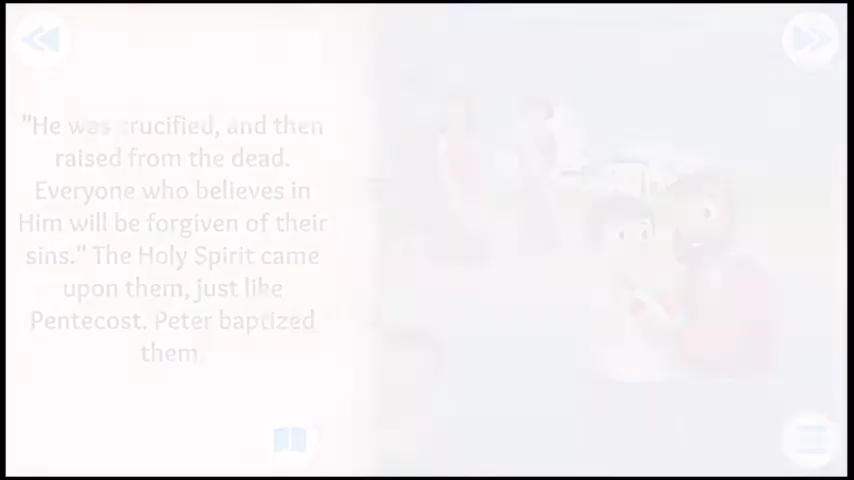 "He was crucified, and then
raised from the dead.
Everyone who believes in
Him will be forgiven of their
sins." The Holy Spirit came
upon them, just like
Pentecost. Peter baptized
them